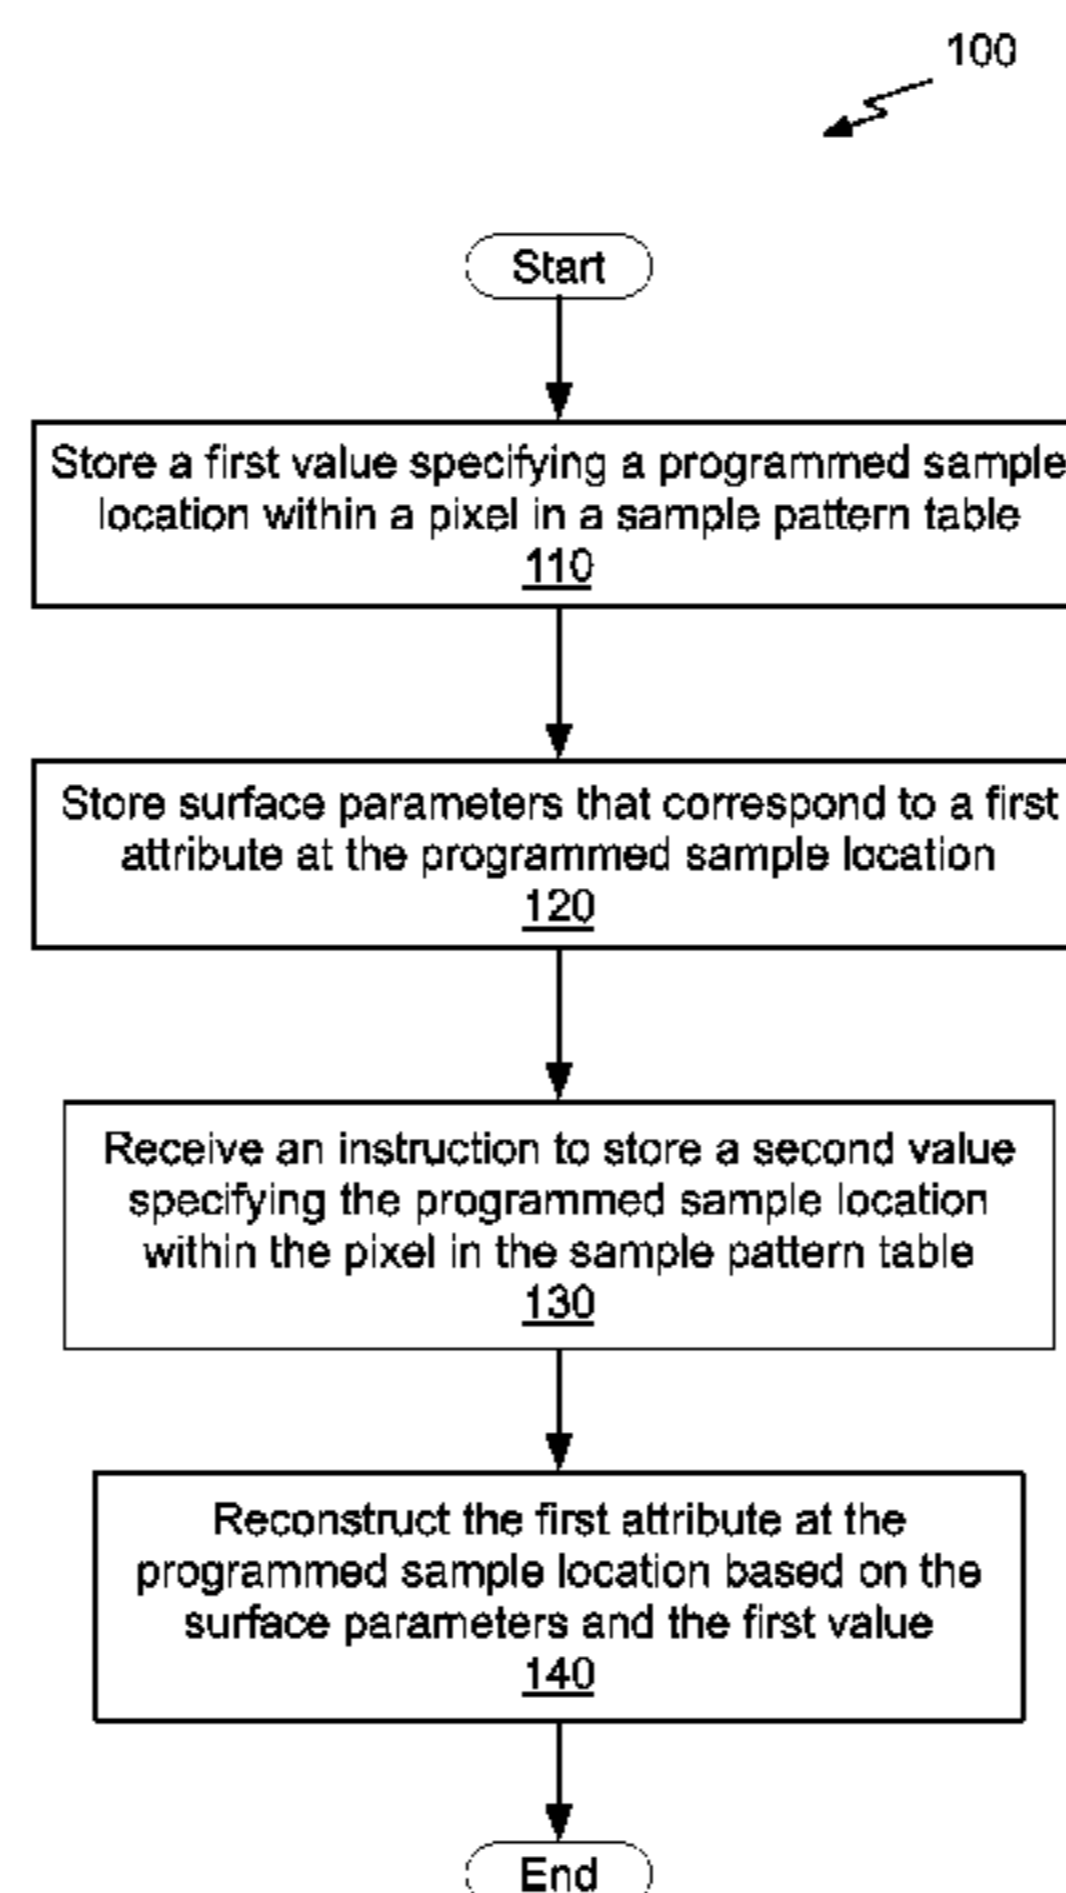 100
Start
Store a first value specifying a programmed sample
location within a pixel in a sample pattern table
110
Store surface parameters that correspond to a first
attribute at the programmed sample location
120
Receive an instruction to store a second value
specifying the programmed sample location
within the pixel in the sample pattern table
130
Reconstruct the first attribute at the
programmed sample location based on the
surface parameters and the first value
140
End